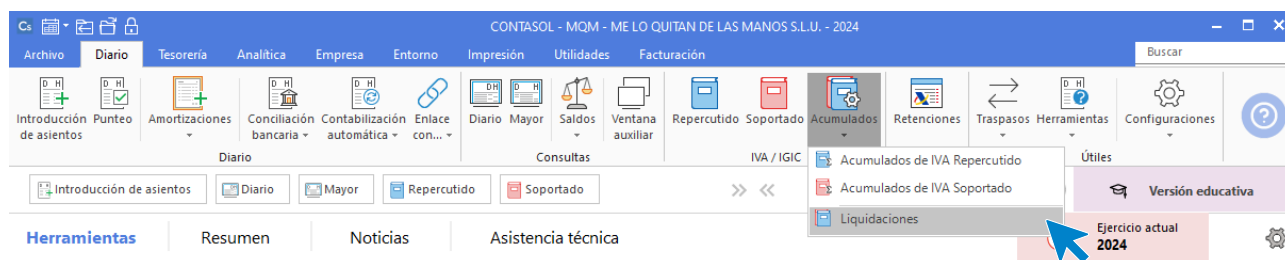 Cs
CONTASOL - MQM - ME LO QUITAN DE LAS MANOS S.L.U. - 2024
Archivo Diario Tesorería Analítica Empresa Entorno Impresión Utilidades Facturación Buscar
D H D H D H D H DH D H D H
Introducción Punteo Amortizaciones Conciliación Contabilización Enlace Diario Mayor Saldos Ventana Repercutido Soportado Acumulados Retenciones Traspasos Herramientas Configuraciones
de asientos bancaria automática con... auxiliar
Diario Consultas IVA / IGIC Útiles
Acumulados de IVA Repercutido
Introducción de asientos Diario Mayor Repercutido Soportado Acumulados de IVA Soportado Versión educativa
Liquidaciones
Herramientas Resumen Noticias Asistencia técnica Ejercicio actual
2024